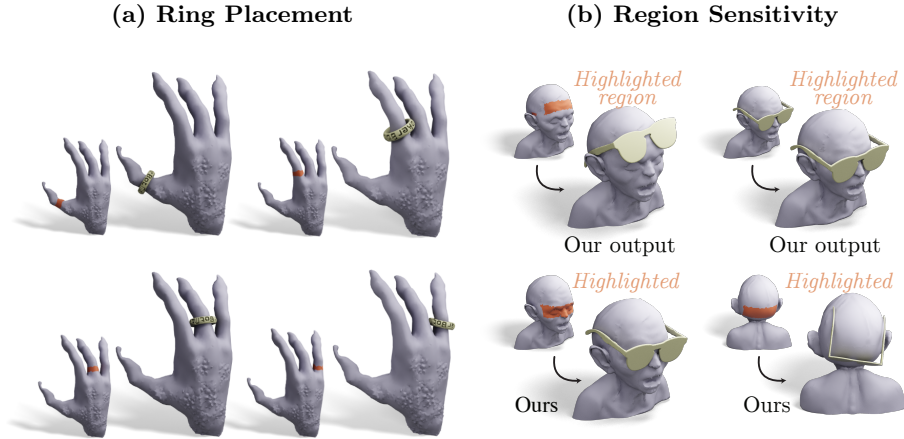 (a) Ring Placement
(b) Region Sensitivity
Highlighted
region
Our output
Highlighted
region
Our output
Highlighted
Ours
Highlighted
Ours